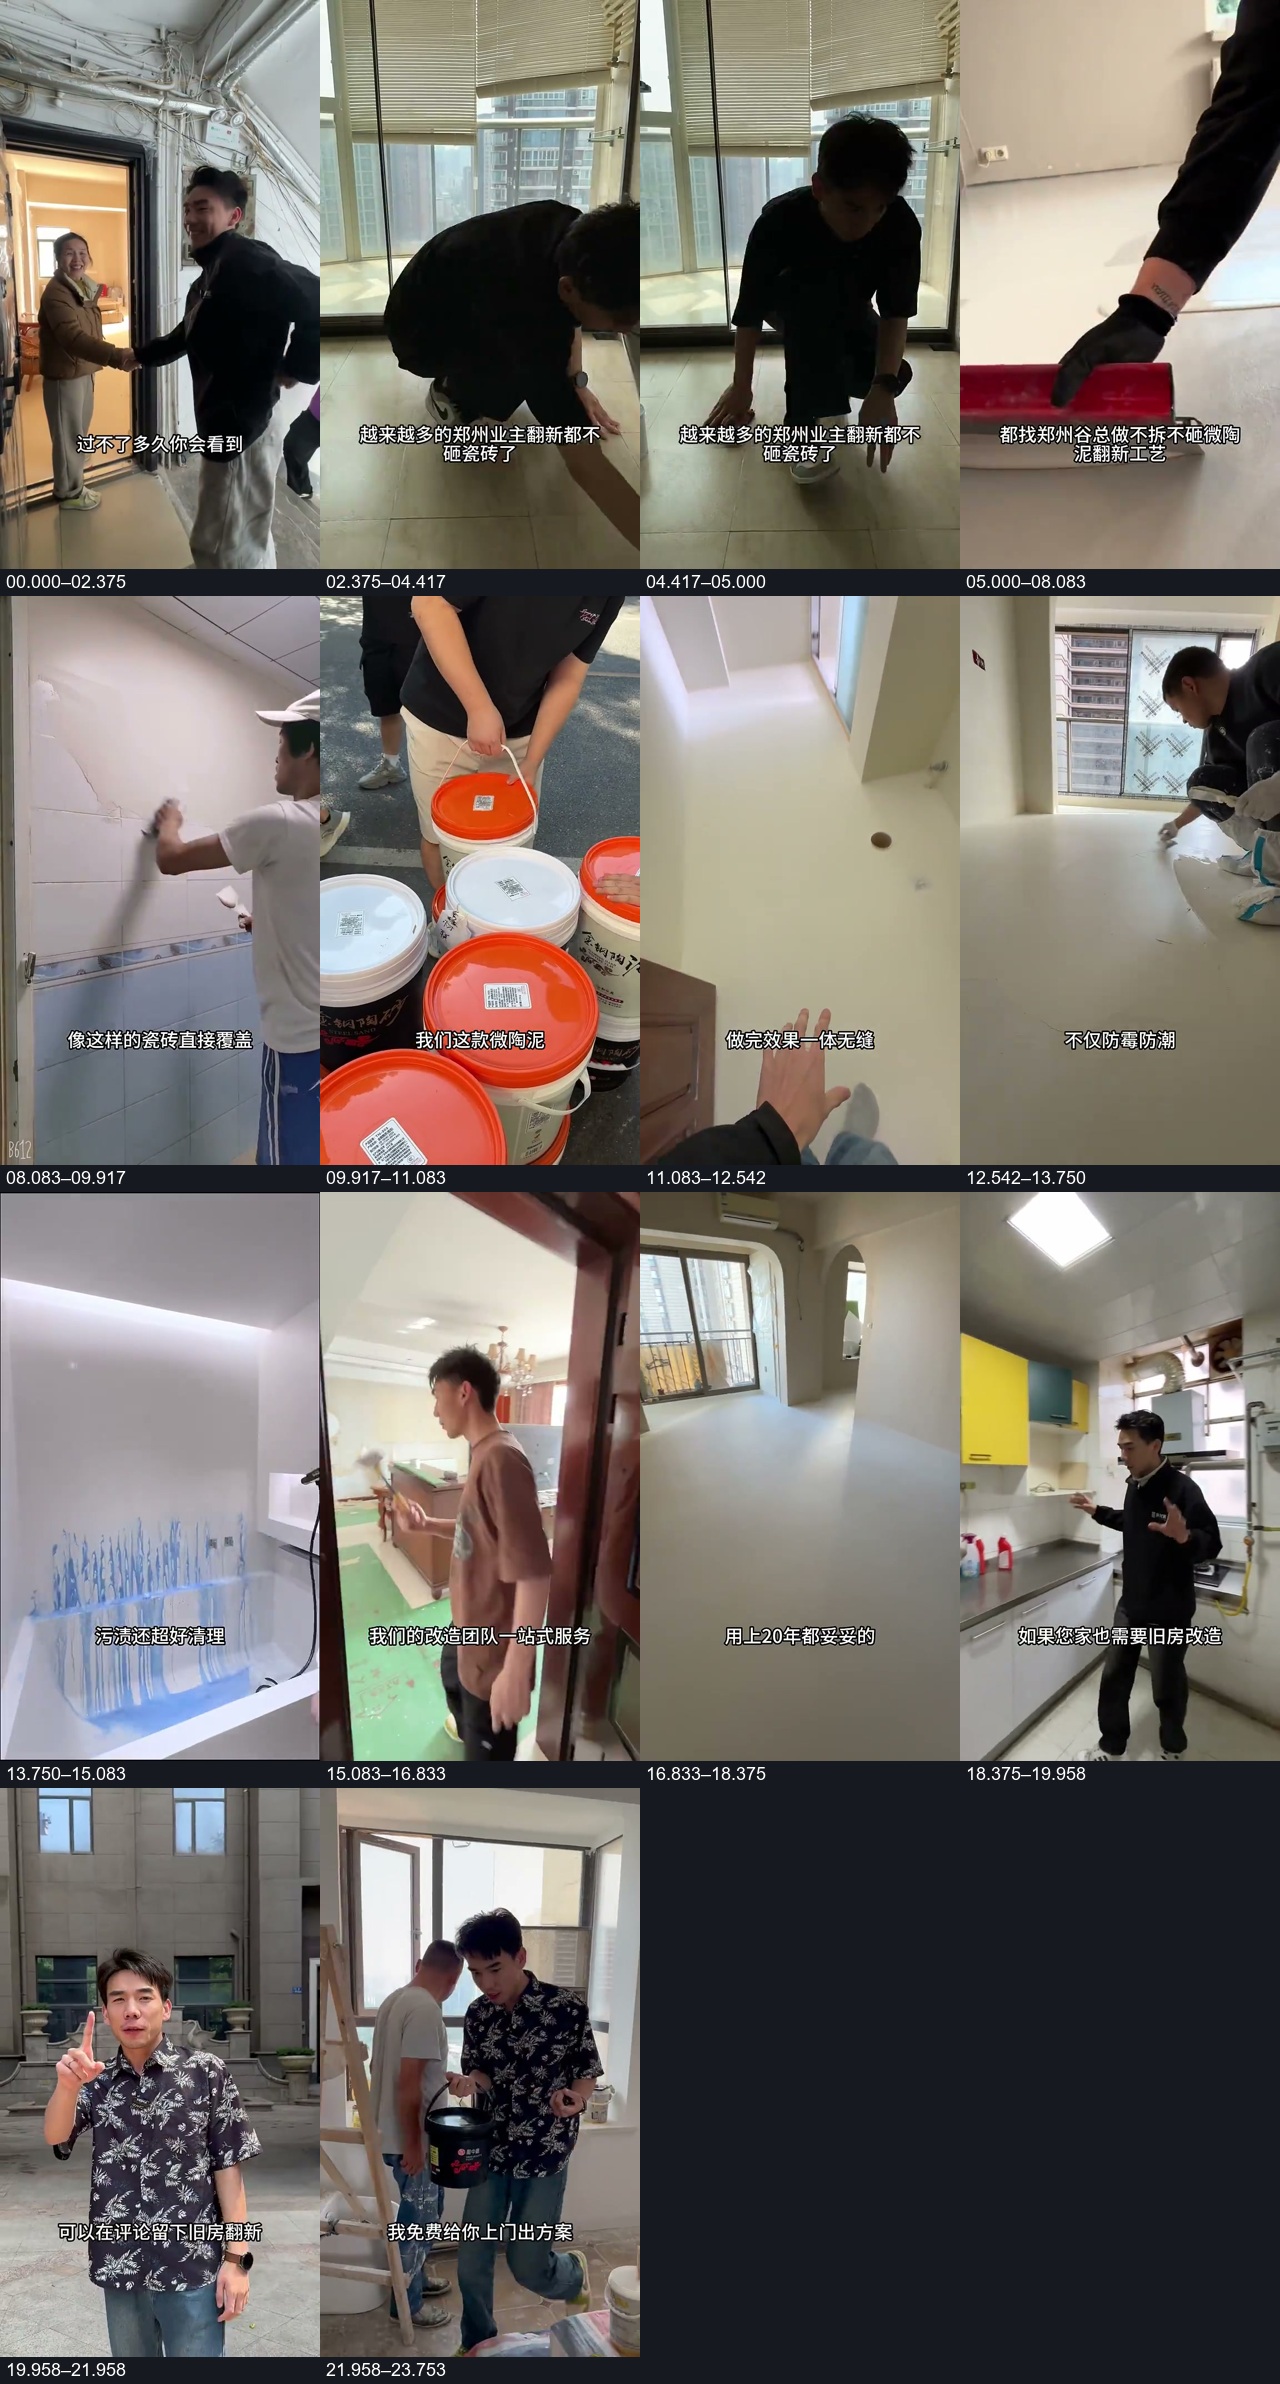 过不了多久你会看到
越来越多的郑州业主翻新都不
砸瓷砖了
越来越多的郑州业主翻新都不
砸瓷砖了
都找郑州谷总做不拆不砸微陶
泥翻新工艺
00.000–02.375
02.375–04.417
04.417–05.000
05.000–08.083
像这样的瓷砖直接覆盖
B612
我们这款微陶泥
做完效果一体无缝
不仅防霉防潮
08.083–09.917
09.917–11.083
11.083–12.542
12.542–13.750
污渍还超好清理
我们的改造团队一站式服务
用上20年都妥妥的
如果您家也需要旧房改造
13.750–15.083
15.083–16.833
16.833–18.375
18.375–19.958
可以在评论留下旧房翻新
我免费给你上门出方案
19.958–21.958
21.958–23.753